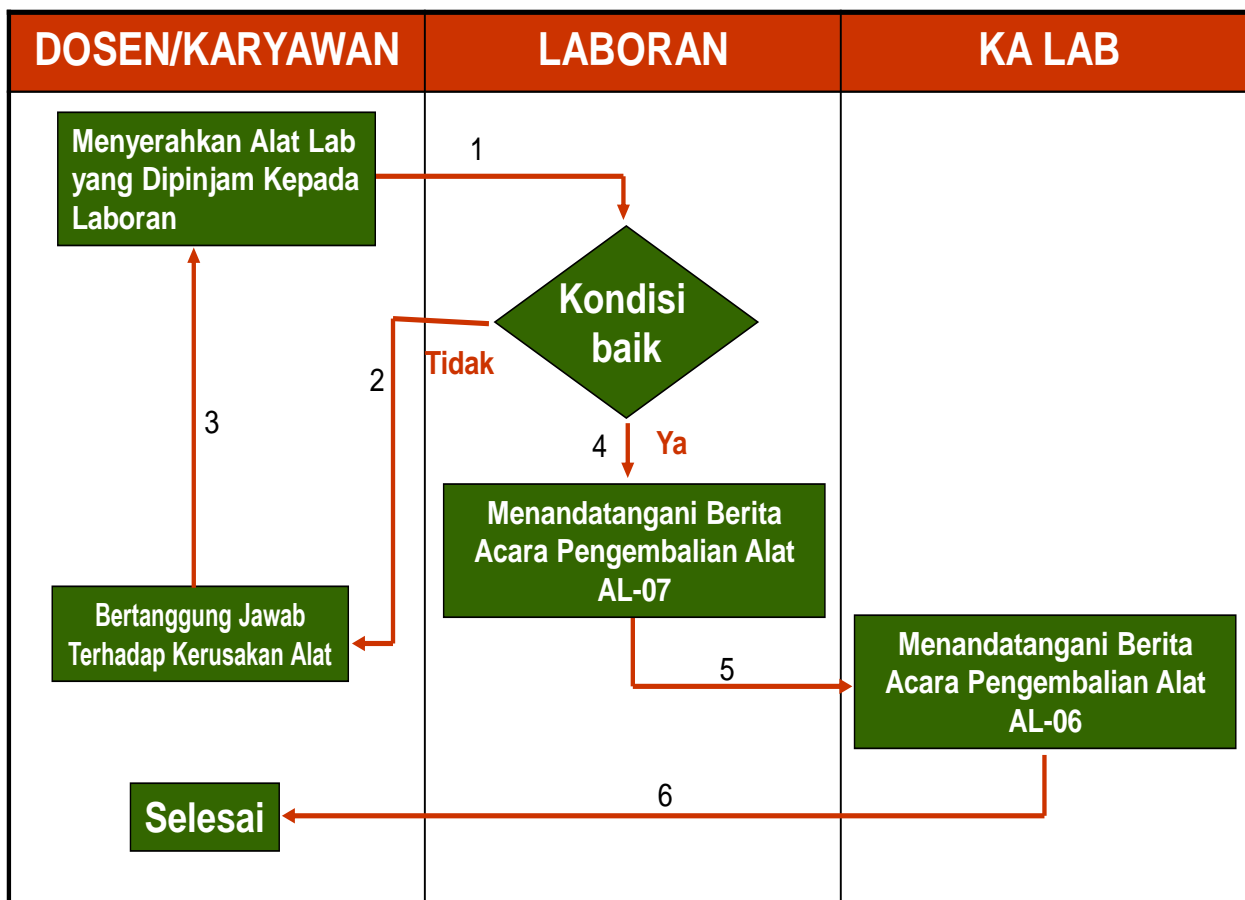 DOSEN/KARYAWAN
LABORAN
KA LAB
Menyerahkan Alat Lab
yang Dipinjam Kepada
Laboran
1
Kondisi
baik
Tidak
2
3
4
Ya
Menandatangani Berita
Acara Pengembalian Alat
AL-07
Bertanggung Jawab
Terhadap Kerusakan Alat
5
Menandatangani Berita
Acara Pengembalian Alat
AL-06
6
Selesai